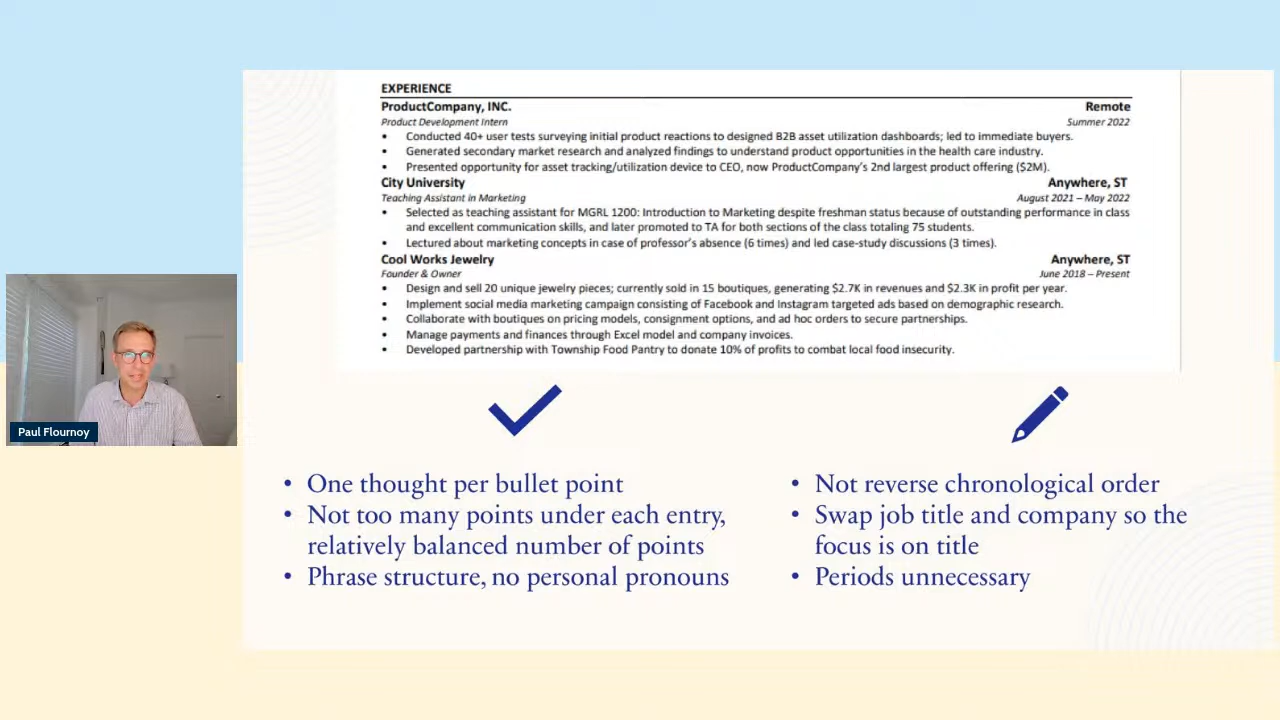 EXPERIENCE
ProductCompany, INC. Remote
Product Development Intern Summer 2022
• Conducted 40+ user tests surveying initial product reactions to designed B2B asset utilization dashboards; led to immediate buyers.
• Generated secondary market research and analyzed findings to understand product opportunities in the health care industry.
• Presented opportunity for asset tracking/utilization device to CEO, now ProductCompany's 2nd largest product offering ($2M).
City University Anywhere, ST
Teaching Assistant in Marketing August 2021 – May 2022
• Selected as teaching assistant for MGRL 1200: Introduction to Marketing despite freshman status because of outstanding performance in class
and excellent communication skills, and later promoted to TA for both sections of the class totaling 75 students.
• Lectured about marketing concepts in case of professor's absence (6 times) and led case-study discussions (3 times).
Cool Works Jewelry Anywhere, ST
Founder & Owner June 2018 – Present
• Design and sell 20 unique jewelry pieces; currently sold in 15 boutiques, generating $2.7K in revenues and $2.3K in profit per year.
• Implement social media marketing campaign consisting of Facebook and Instagram targeted ads based on demographic research.
• Collaborate with boutiques on pricing models, consignment options, and ad hoc orders to secure partnerships.
• Manage payments and finances through Excel model and company invoices.
• Developed partnership with Township Food Pantry to donate 10% of profits to combat local food insecurity.
Paul Flournoy
• One thought per bullet point
• Not too many points under each entry,
relatively balanced number of points
• Phrase structure, no personal pronouns
• Not reverse chronological order
• Swap job title and company so the
focus is on title
• Periods unnecessary